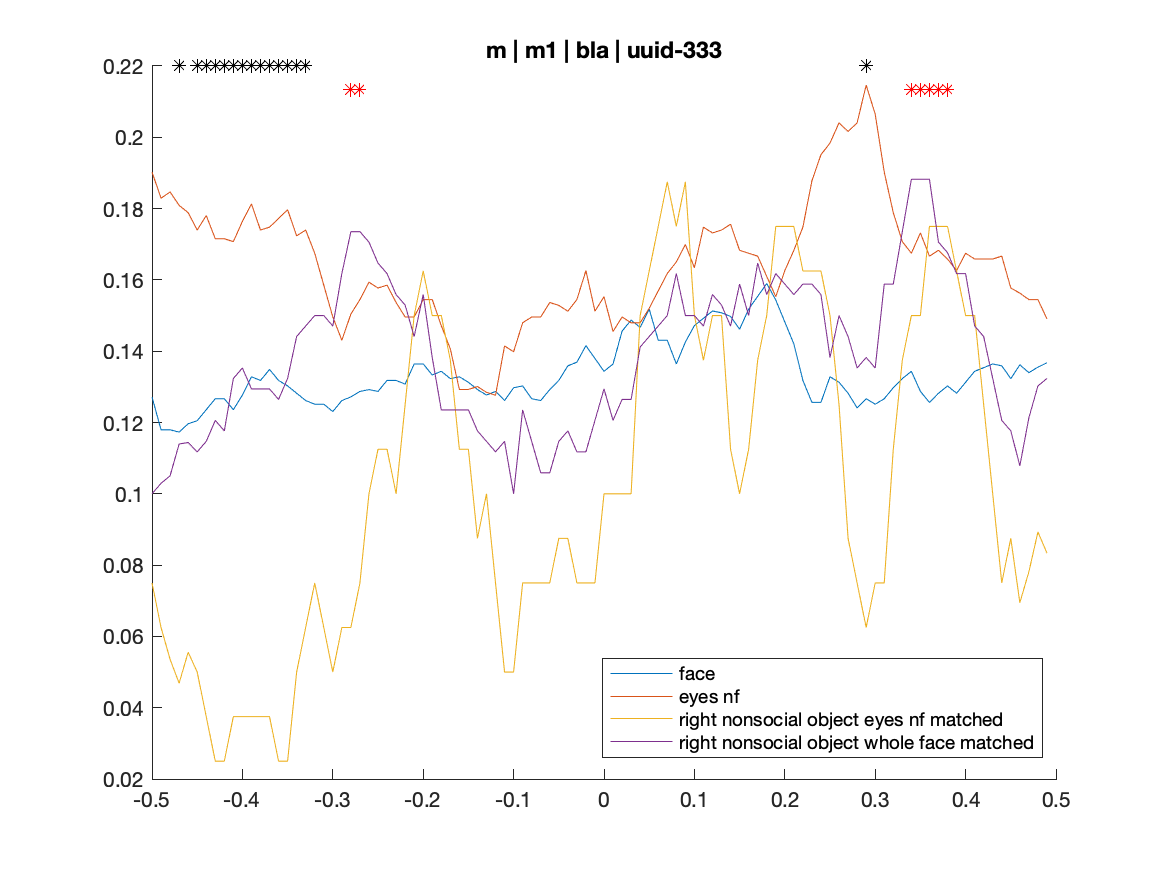 m | m1 | bla | uuid-333
0.22
0.2
0.18
0.16
0.14
0.12
0.1
0.08
0.06
0.04
0.02
face
eyes nf
right nonsocial object eyes nf matched
right nonsocial object whole face matched
-0.5 -0.4 -0.3 -0.2 -0.1 0 0.1 0.2 0.3 0.4 0.5